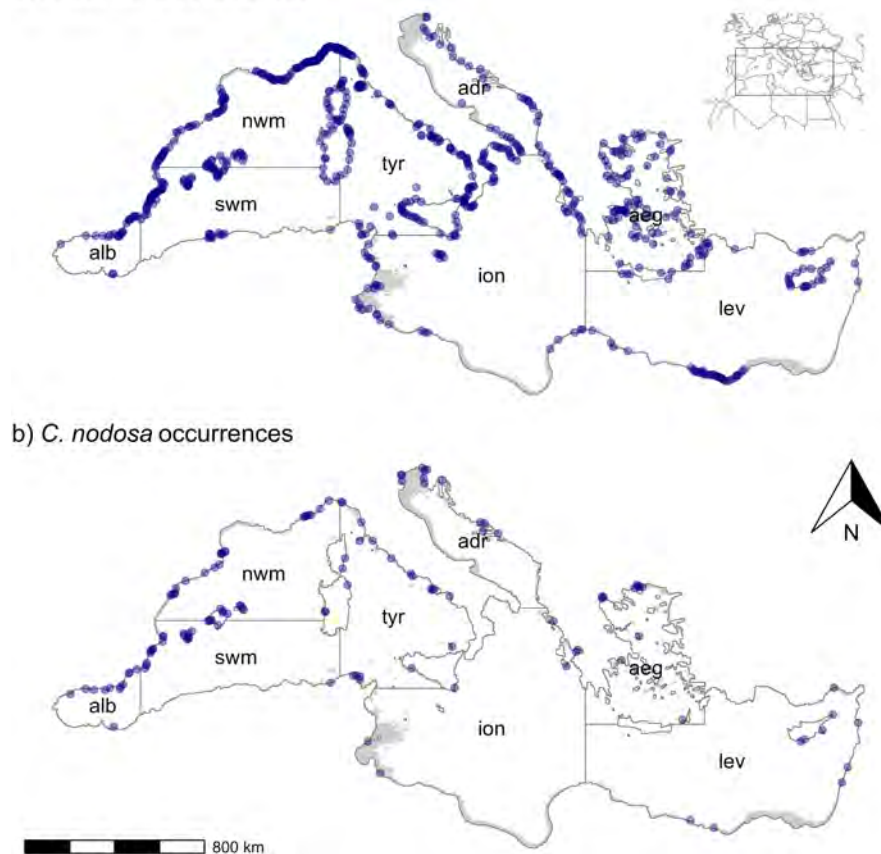 adr
nwm
tyr
swm
aeg
alb
ion
lev
b) C. nodosa occurrences
adr
N
nwm
tyr
swm
aeg
alb
ion
lev
800 km